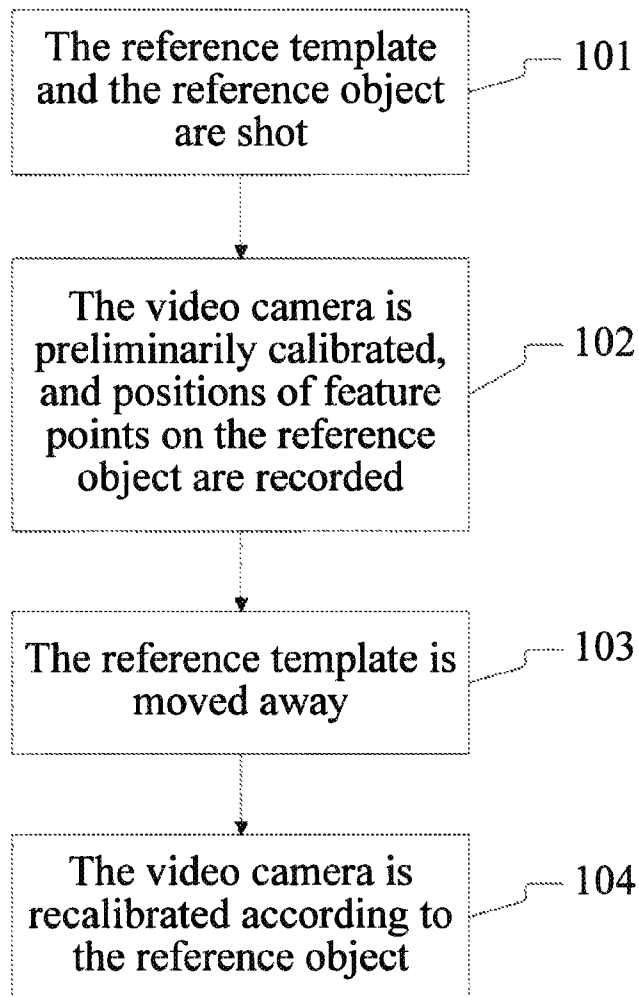 The reference template
and the reference object
are shot
101
The video camera is
preliminarily calibrated,
and positions of feature
points on the reference
object are recorded
102
The reference template is
moved away
103
The video camera is
recalibrated according to
the reference object
104